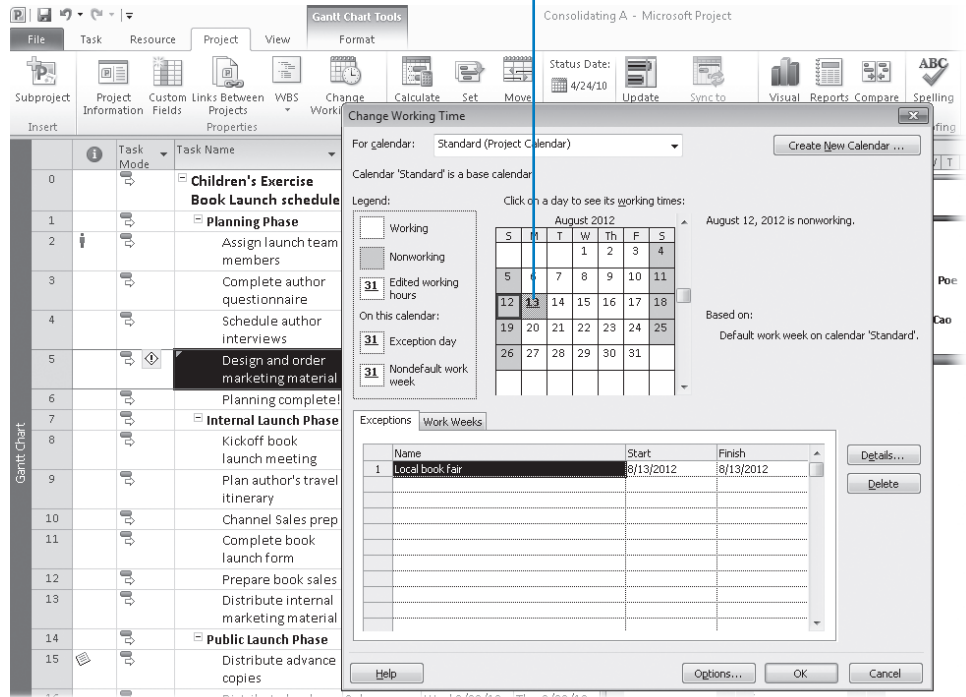 Gantt Chart Tools
Consolidating A - Microsoft Project
File Task Resource Project View Format
Subproject
Project Information
Custom Fields
Links Between Projects
WBS
Change
Calculate
Set
Move
Status Date:
4/24/10
Update
Sync to
Visual Reports
Compare
ABC
Spelling
Insert
Properties
Task Mode
Task Name
0 Children's Exercise
Book Launch schedule
1 Planning Phase
2 Assign launch team
members
3 Complete author
questionnaire
4 Schedule author
interviews
5 Design and order
marketing material
6 Planning complete!
7 Internal Launch Phase
8 Kickoff book
launch meeting
9 Plan author's travel
itinerary
10 Channel Sales prep
11 Complete book
launch form
12 Prepare book sales
13 Distribute internal
marketing material
14 Public Launch Phase
15 Distribute advance
copies
Gantt Chart
Poe
Cao
Change Working Time
For calendar: Standard (Project Calendar)
Create New Calendar ...
Calendar 'Standard' is a base calendar.
Legend:
Working
Nonworking
31 Edited working
hours
On this calendar:
31 Exception day
31 Nondefault work
week
Click on a day to see its working times:
August 2012
S M T W Th F S
1 2 3 4
5 6 7 8 9 10 11
12 13 14 15 16 17 18
19 20 21 22 23 24 25
26 27 28 29 30 31
August 12, 2012 is nonworking.
Based on:
Default work week on calendar 'Standard'.
Exceptions Work Weeks
Name Start Finish
1 Local book fair 8/13/2012 8/13/2012
Details...
Delete
Help
Options...
OK
Cancel